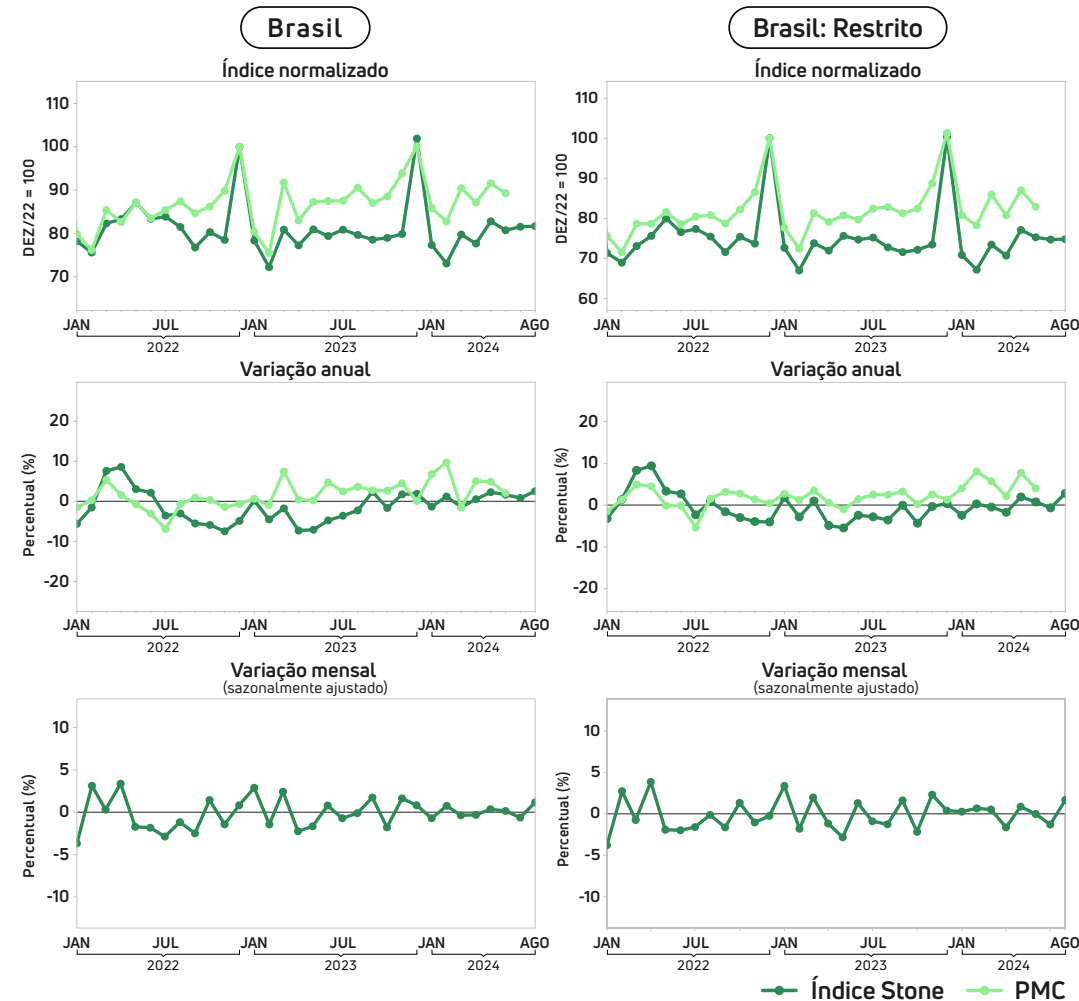 Brasil
Índice normalizado
DEZ/22 = 100
110
100
90
80
70
JAN JUL JAN JUL JAN AGO
2022 2023 2024
Variação anual
Percentual (%)
20
10
0
-10
-20
JAN JUL JAN JUL JAN AGO
2022 2023 2024
Variação mensal
(sazonalmente ajustado)
Percentual (%)
10
5
0
-5
-10
JAN JUL JAN JUL JAN AGO
2022 2023 2024
Brasil: Restrito
Índice normalizado
DEZ/22 = 100
110
100
90
80
70
60
JAN JUL JAN JUL JAN AGO
2022 2023 2024
Variação anual
Percentual (%)
20
10
0
-10
-20
JAN JUL JAN JUL JAN AGO
2022 2023 2024
Variação mensal
(sazonalmente ajustado)
Percentual (%)
10
5
0
-5
-10
JAN JUL JAN JUL JAN AGO
2022 2023 2024
Índice Stone PMC